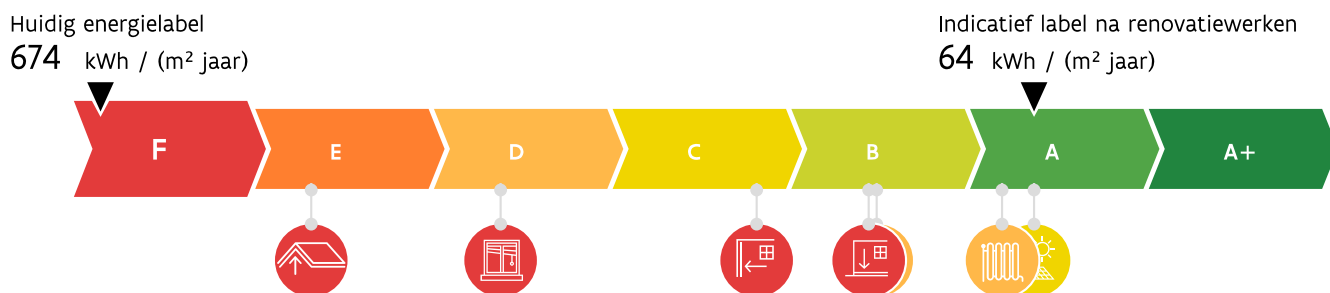 Huidig energielabel
674 kWh / (m² jaar)
Indicatief label na renovatiewerken
64 kWh / (m² jaar)
F E D C B A A+